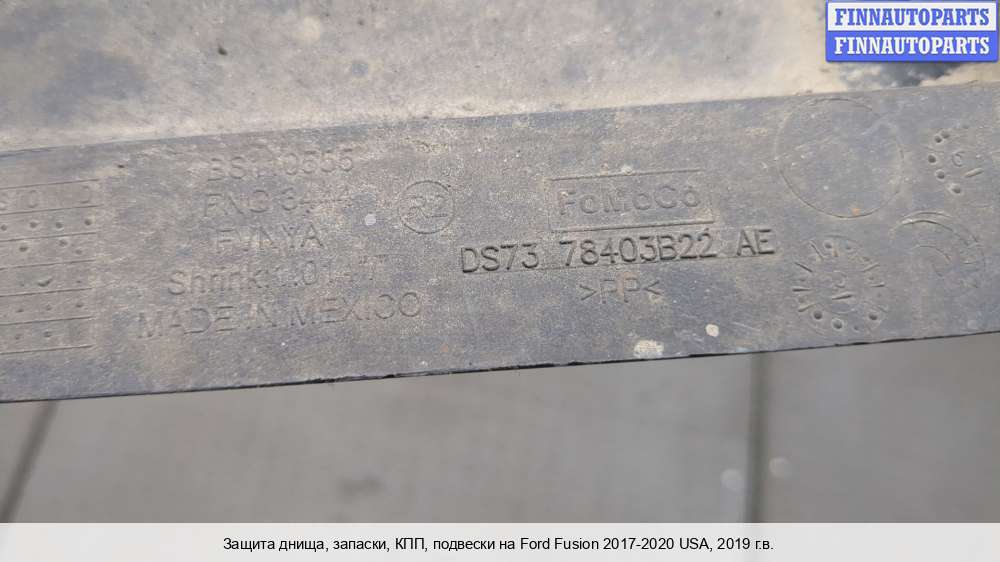 FINNAUTOPARTS
FINNAUTOPARTS
R2
FoMoCo
DS73 78403B22 AE
>PP<
MADE IN MEXICO
Защита днища, запаски, КПП, подвески на Ford Fusion 2017-2020 USA, 2019 г.в.